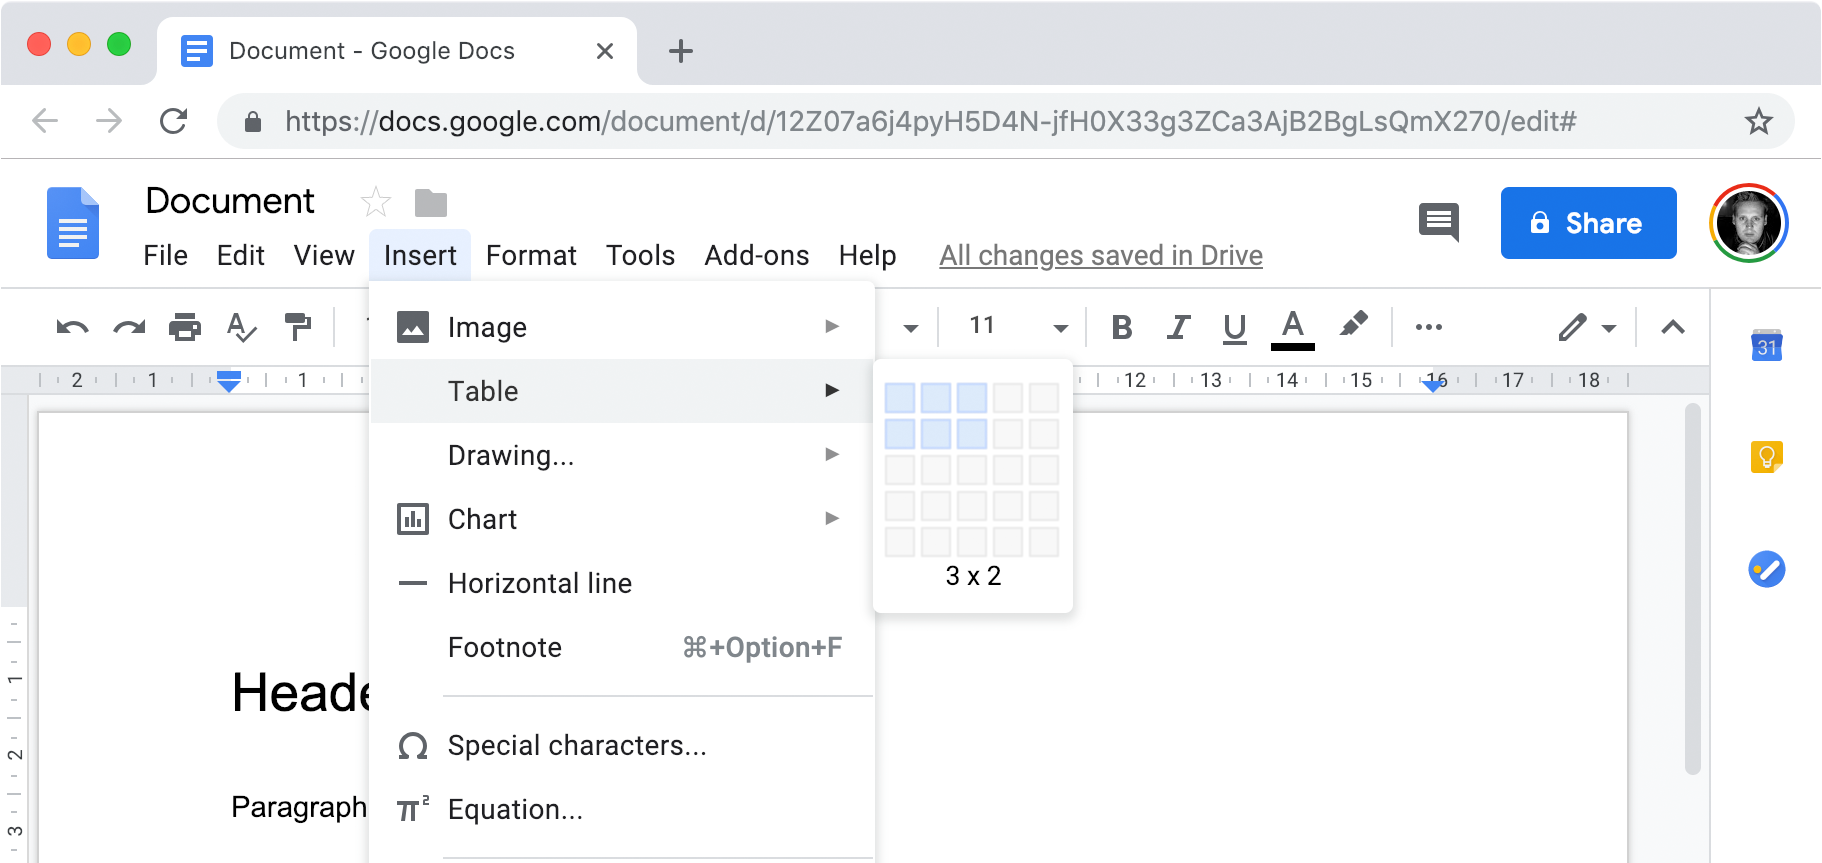 Document - Google Docs
https://docs.google.com/document/d/12Z07a6j4pyH5D4N-jfH0X33g3ZCa3AjB2BgLsQmX270/edit#
Document
File Edit View Insert Format Tools Add-ons Help All changes saved in Drive
Share
11 B I U A
31
2 1 1 12 13 14 15 16 17 18
Image
Table
Drawing...
Chart
Horizontal line
Footnote ⌘+Option+F
Special characters...
π² Equation...
3 x 2
Heade
Paragraph
1
2
3